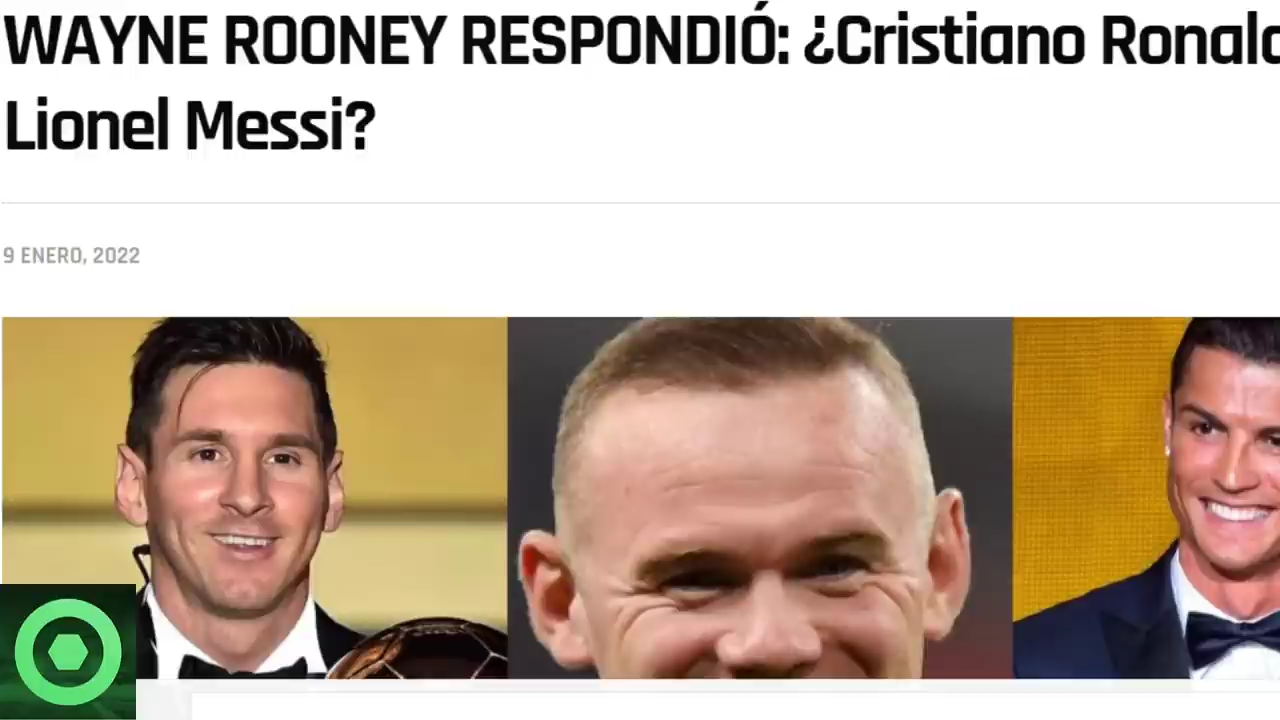 WAYNE ROONEY RESPONDIÓ: ¿Cristiano
Lionel Messi?
9 ENERO, 2022